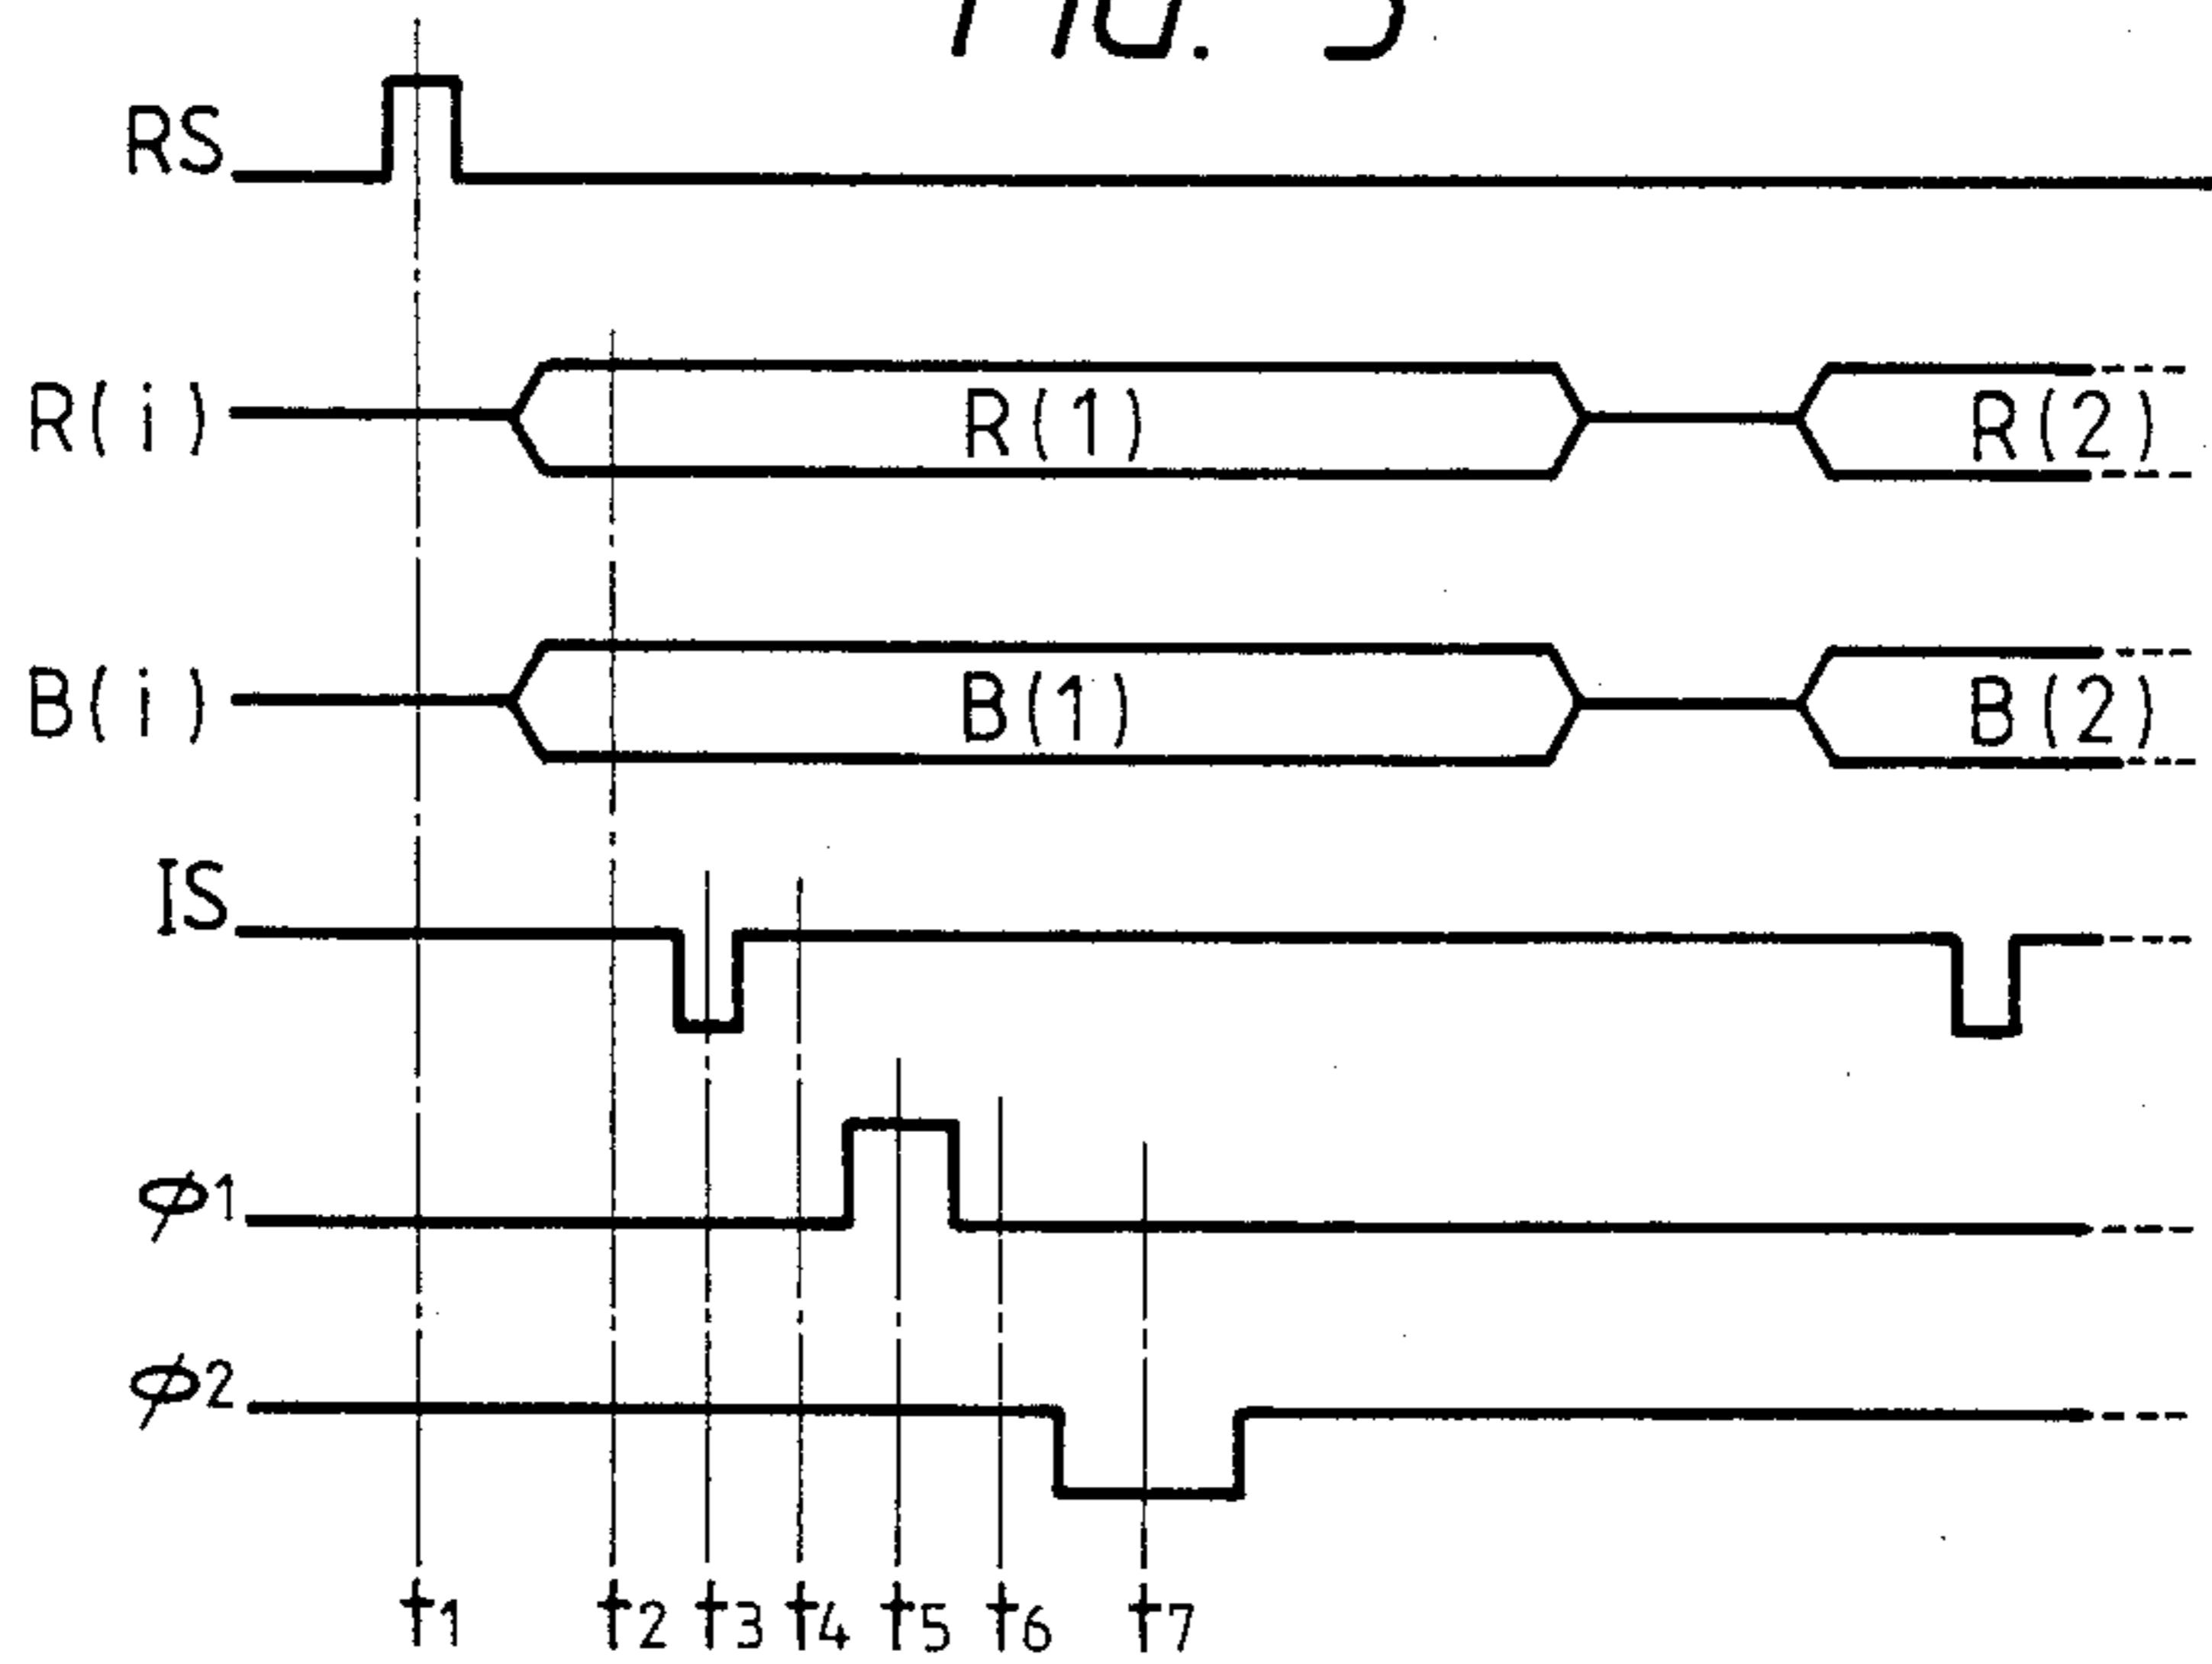 RS
R(i) R(1) R(2)
B(i) B(1) B(2)
IS
ϕ1
ϕ2
t1 t2 t3 t4 t5 t6 t7